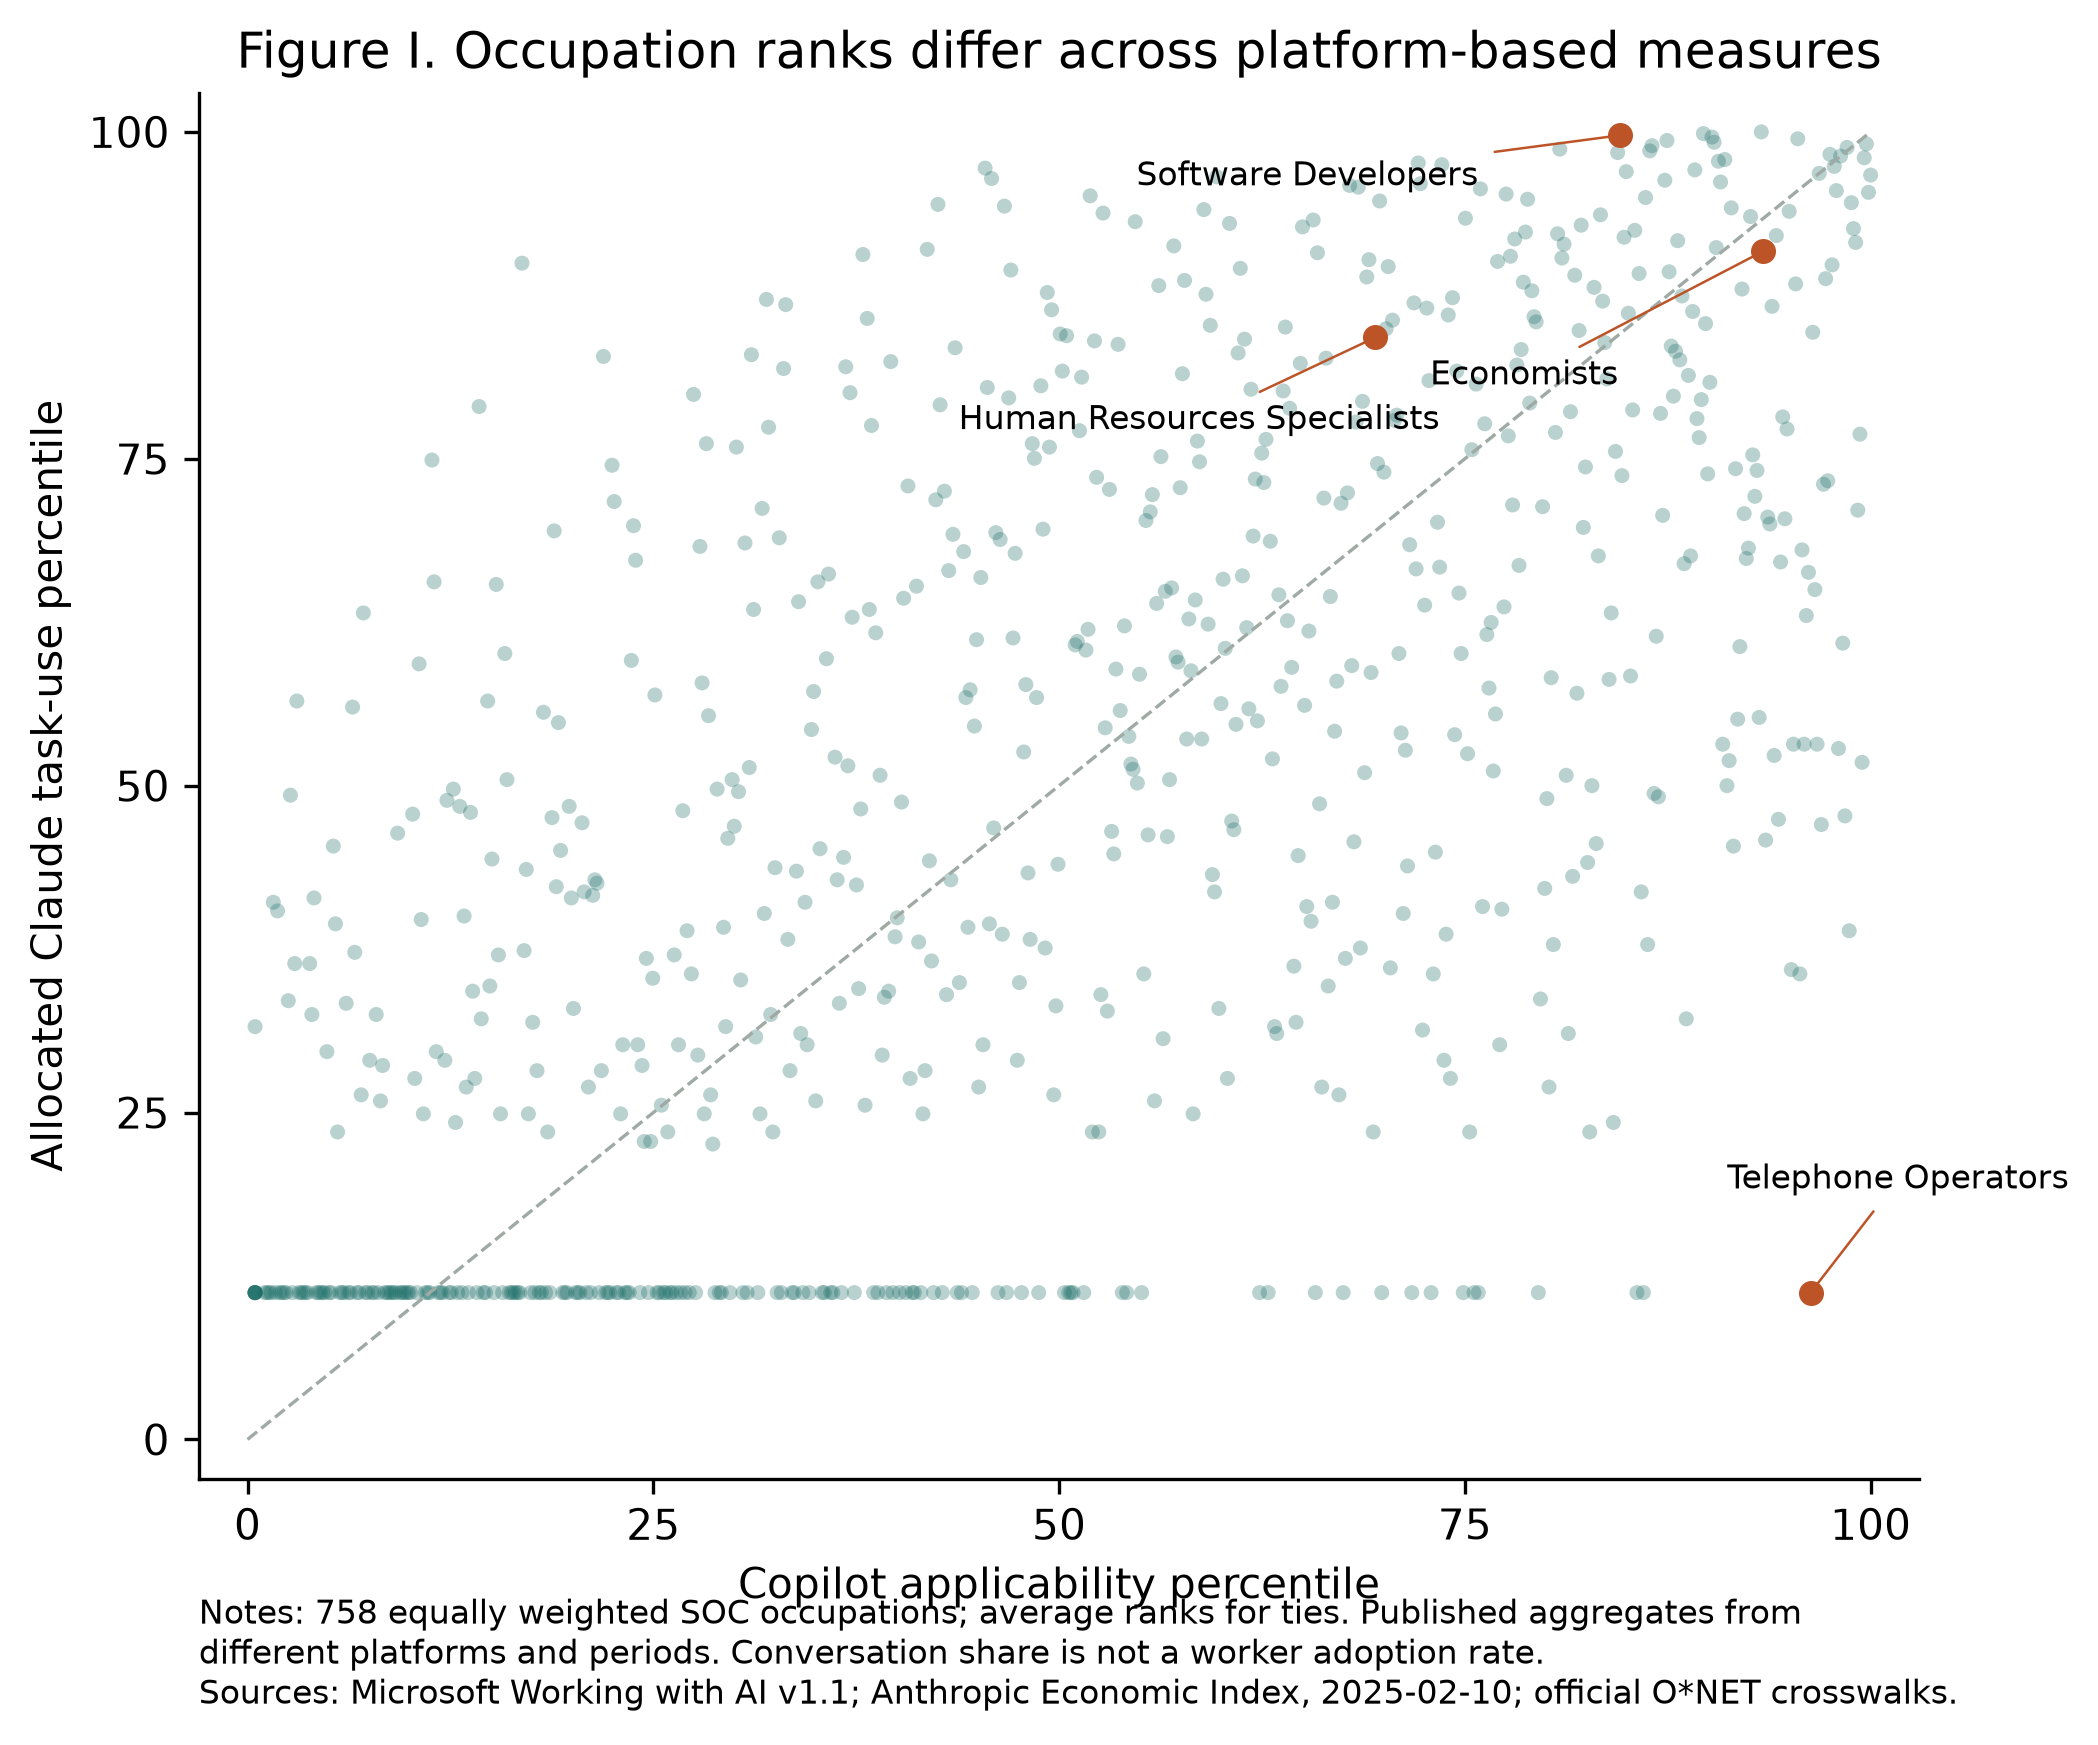 Figure I. Occupation ranks differ across platform-based measures
Allocated Claude task-use percentile
100
75
50
25
0
Software Developers
Economists
Human Resources Specialists
Telephone Operators
0 25 50 75 100
Copilot applicability percentile
Notes: 758 equally weighted SOC occupations; average ranks for ties. Published aggregates from
different platforms and periods. Conversation share is not a worker adoption rate.
Sources: Microsoft Working with AI v1.1; Anthropic Economic Index, 2025-02-10; official O*NET crosswalks.